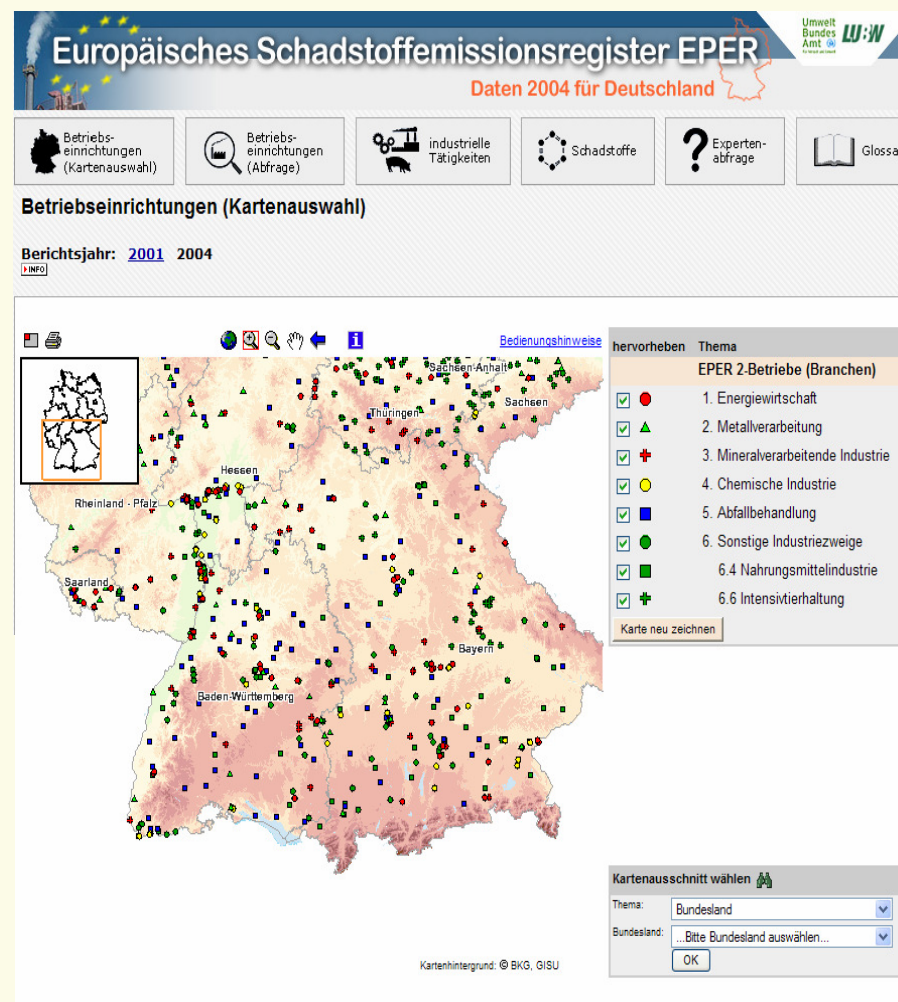 Europäisches Schadstoffemissionsregister EPER
Daten 2004 für Deutschland
Umwelt
Bundes
Amt
LUBW
Betriebs-
einrichtungen
(Kartenauswahl)
Betriebs-
einrichtungen
(Abfrage)
industrielle
Tätigkeiten
Schadstoffe
Experten-
abfrage
Glossa
Betriebseinrichtungen (Kartenauswahl)
Berichtsjahr: 2001 2004
INFO
Bedienungshinweise
Sachsen-Anhalt
Sachsen
Thüringen
Hessen
Rheinland - Pfalz
Saarland
Bayern
Baden-Württemberg
Kartenhintergrund: © BKG, GISU
hervorheben Thema
EPER 2-Betriebe (Branchen)
1. Energiewirtschaft
2. Metallverarbeitung
3. Mineralverarbeitende Industrie
4. Chemische Industrie
5. Abfallbehandlung
6. Sonstige Industriezweige
6.4 Nahrungsmittelindustrie
6.6 Intensivtierhaltung
Karte neu zeichnen
Kartenausschnitt wählen
Thema: Bundesland
Bundesland: ...Bitte Bundesland auswählen...
OK